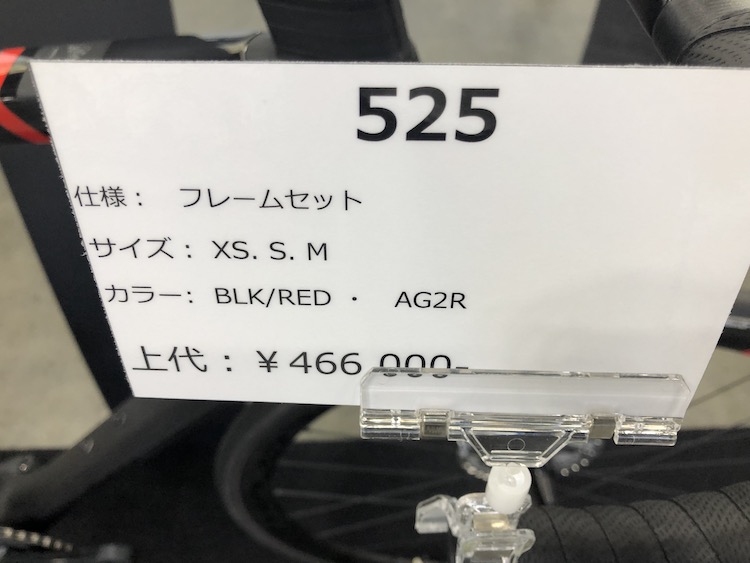 525
仕様： フレームセット
サイズ： XS. S. M
カラー： BLK/RED ・ AG2R
上代：￥466,000-